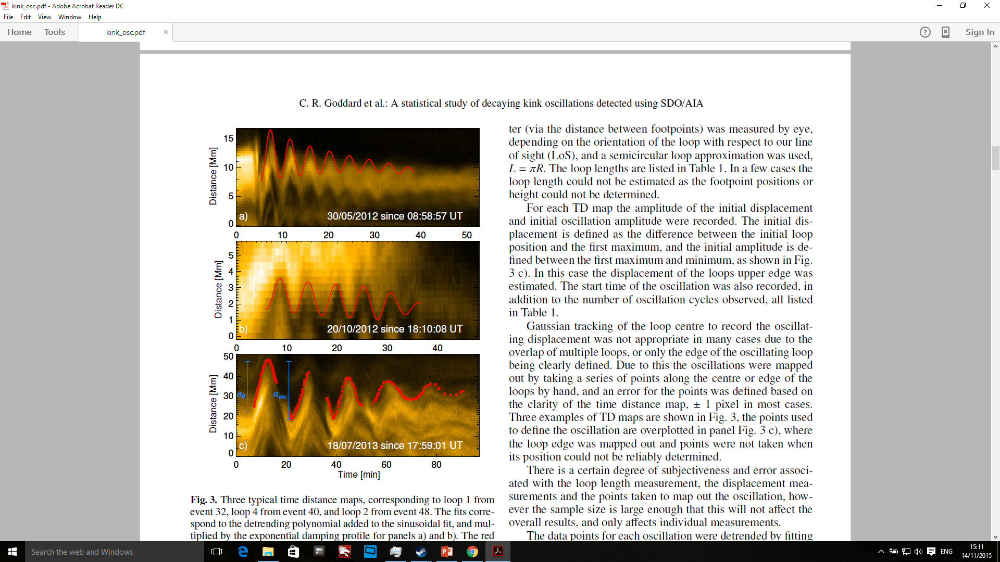 kink_osc.pdf - Adobe Acrobat Reader DC
File Edit View Window Help
Home Tools kink_osc.pdf × ? Sign In
C. R. Goddard et al.: A statistical study of decaying kink oscillations detected using SDO/AIA
15
10
5
0
Distance [Mm]
a)
30/05/2012 since 08:58:57 UT
0 10 20 30 40 50
5
4
3
2
1
0
Distance [Mm]
b)
20/10/2012 since 18:10:08 UT
0 10 20 30 40
50
40
30
20
10
0
Distance [Mm]
a0
aosc
c)
18/07/2013 since 17:59:01 UT
0 20 40 60 80
Time [min]
Fig. 3. Three typical time distance maps, corresponding to loop 1 from
event 32, loop 4 from event 40, and loop 2 from event 48. The fits corre-
spond to the detrending polynomial added to the sinusoidal fit, and mul-
tiplied by the exponential damping profile for panels a) and b). The red
ter (via the distance between footpoints) was measured by eye,
depending on the orientation of the loop with respect to our line
of sight (LoS), and a semicircular loop approximation was used,
L = πR. The loop lengths are listed in Table 1. In a few cases the
loop length could not be estimated as the footpoint positions or
height could not be determined.
For each TD map the amplitude of the initial displacement
and initial oscillation amplitude were recorded. The initial dis-
placement is defined as the difference between the initial loop
position and the first maximum, and the initial amplitude is de-
fined between the first maximum and minimum, as shown in Fig.
3 c). In this case the displacement of the loops upper edge was
estimated. The start time of the oscillation was also recorded, in
addition to the number of oscillation cycles observed, all listed
in Table 1.
Gaussian tracking of the loop centre to record the oscillat-
ing displacement was not appropriate in many cases due to the
overlap of multiple loops, or only the edge of the oscillating loop
being clearly defined. Due to this the oscillations were mapped
out by taking a series of points along the centre or edge of the
loops by hand, and an error for the points was defined based on
the clarity of the time distance map, ± 1 pixel in most cases.
Three examples of TD maps are shown in Fig. 3, the points used
to define the oscillation are overplotted in panel Fig. 3 c), where
the loop edge was mapped out and points were not taken when
its position could not be reliably determined.
There is a certain degree of subjectiveness and error associ-
ated with the loop length measurement, the displacement mea-
surements and the points taken to map out the oscillation, how-
ever the sample size is large enough that this will not affect the
overall results, and only affects individual measurements.
The data points for each oscillation were detrended by fitting
Search the web and Windows
ENG
15:11
14/11/2015